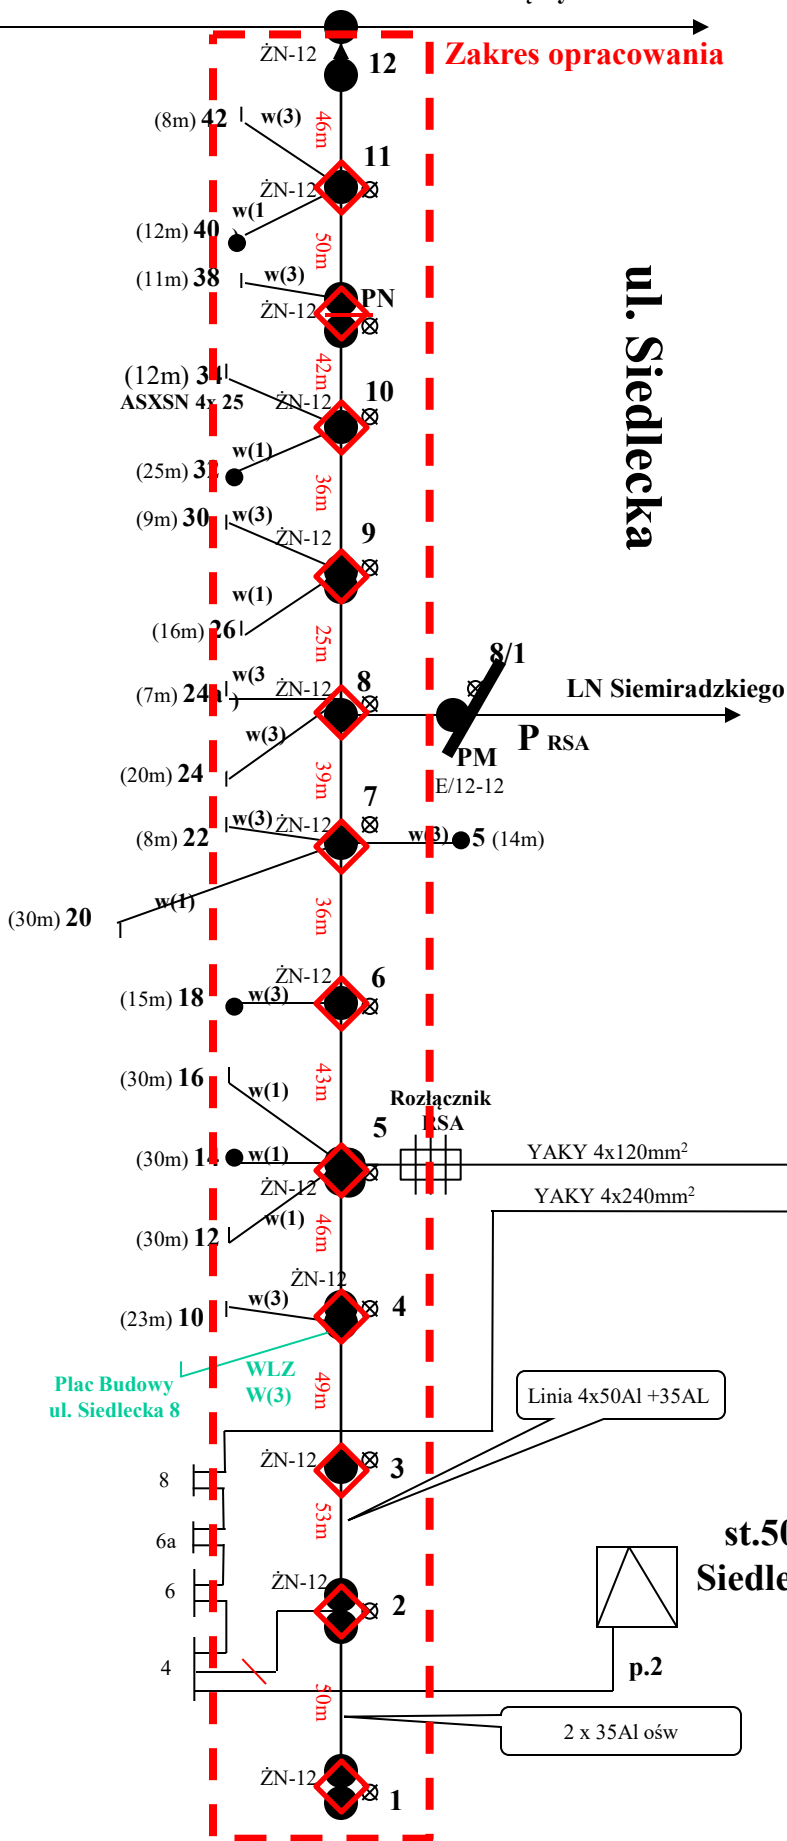 ŻN-12
12
Zakres opracowania
46m
(8m) 42
w(3)
11
ŻN-12
w(1
)
(12m) 40
50m
(11m) 38
w(3)
PN
ŻN-12
42m
(12m) 34
ASXSN 4x 25
ŻN-12
10
w(1)
(25m) 32
36m
(9m) 30
w(3)
ŻN-12
9
w(1)
(16m) 26
25m
ul. Siedlecka
8/1
(7m) 24a
w(3
)
ŻN-12
8
LN Siemiradzkiego
w(3)
P RSA
PM
E/12-12
(20m) 24
39m
7
(8m) 22
w(3)
ŻN-12
w(3)
5 (14m)
w(1)
(30m) 20
36m
ŻN-12
6
(15m) 18
w(3)
(30m) 16
w(1)
43m
Rozłącznik
RSA
5
(30m) 14
w(1)
YAKY 4x120mm²
ŻN-12
YAKY 4x240mm²
w(1)
(30m) 12
46m
ŻN-12
w(3)
4
(23m) 10
WLZ
W(3)
Plac Budowy
ul. Siedlecka 8
49m
Linia 4x50Al +35AL
ŻN-12
3
8
53m
6a
ŻN-12
6
2
4
p.2
50m
2 x 35Al ośw
ŻN-12
1